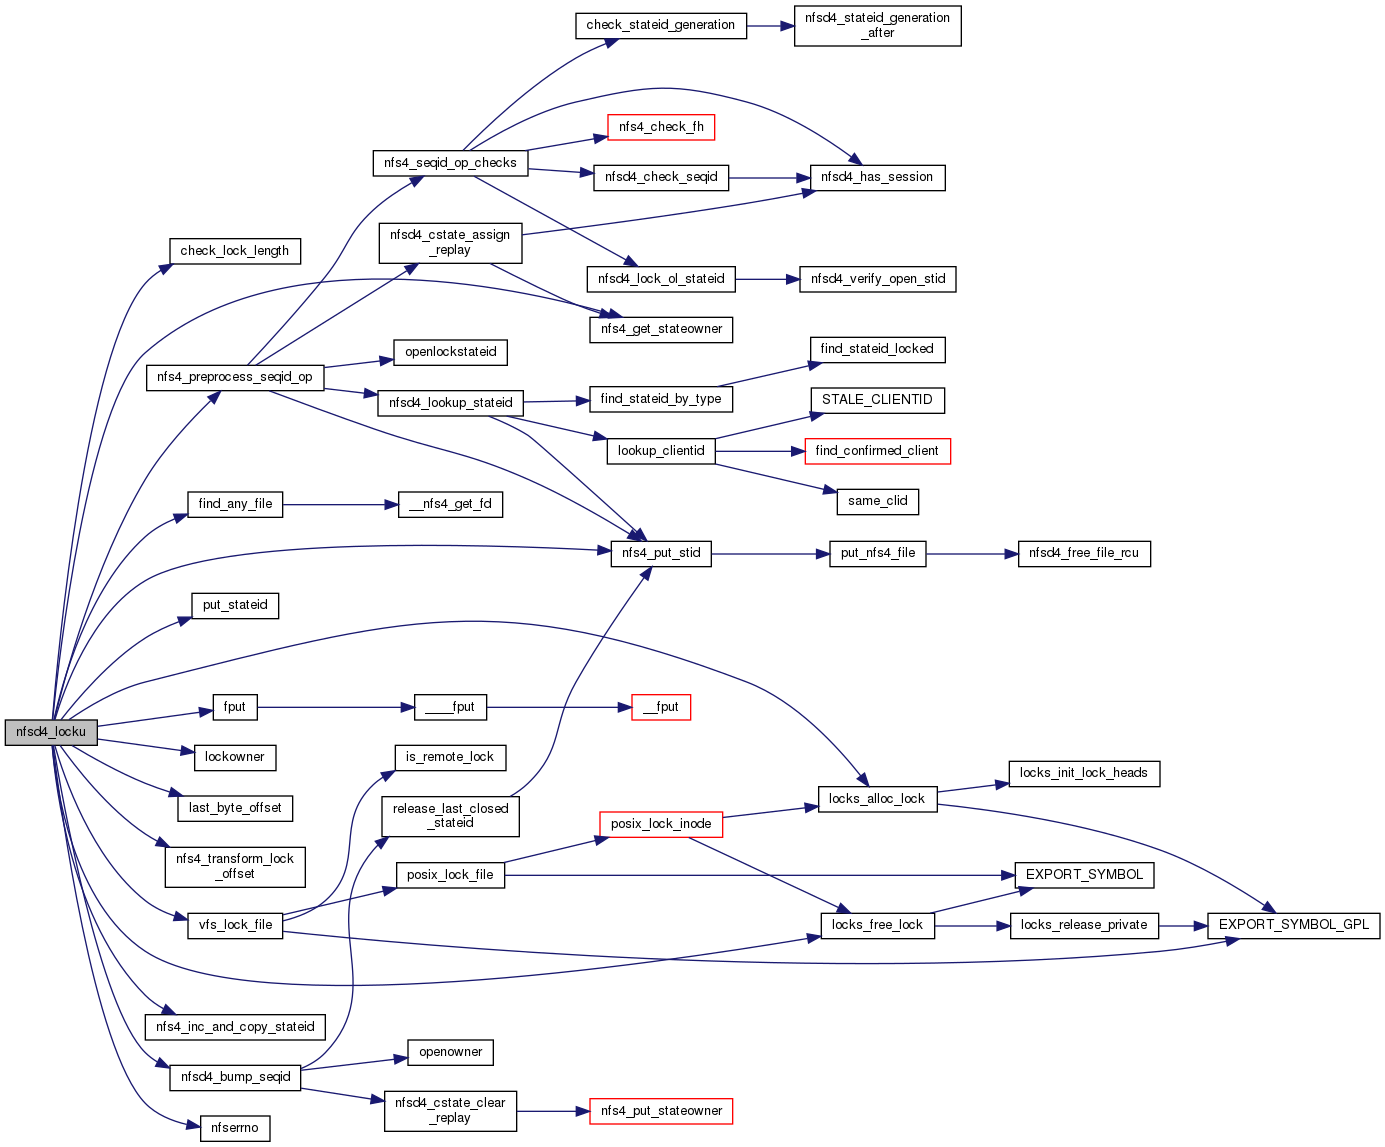 check_stateid_generation
nfsd4_stateid_generation
_after
nfs4_check_fh
nfs4_seqid_op_checks
nfsd4_check_seqid
nfsd4_has_session
check_lock_length
nfsd4_cstate_assign
_replay
nfsd4_lock_ol_stateid
nfsd4_verify_open_stid
nfs4_get_stateowner
openlockstateid
find_stateid_locked
nfs4_preprocess_seqid_op
nfsd4_lookup_stateid
find_stateid_by_type
STALE_CLIENTID
lookup_clientid
find_confirmed_client
same_clid
find_any_file
__nfs4_get_fd
nfs4_put_stid
put_nfs4_file
nfsd4_free_file_rcu
put_stateid
fput
____fput
__fput
nfsd4_locku
lockowner
is_remote_lock
locks_init_lock_heads
last_byte_offset
release_last_closed
_stateid
posix_lock_inode
locks_alloc_lock
nfs4_transform_lock
_offset
posix_lock_file
EXPORT_SYMBOL
vfs_lock_file
locks_free_lock
locks_release_private
EXPORT_SYMBOL_GPL
nfs4_inc_and_copy_stateid
openowner
nfsd4_bump_seqid
nfsd4_cstate_clear
_replay
nfs4_put_stateowner
nfserrno